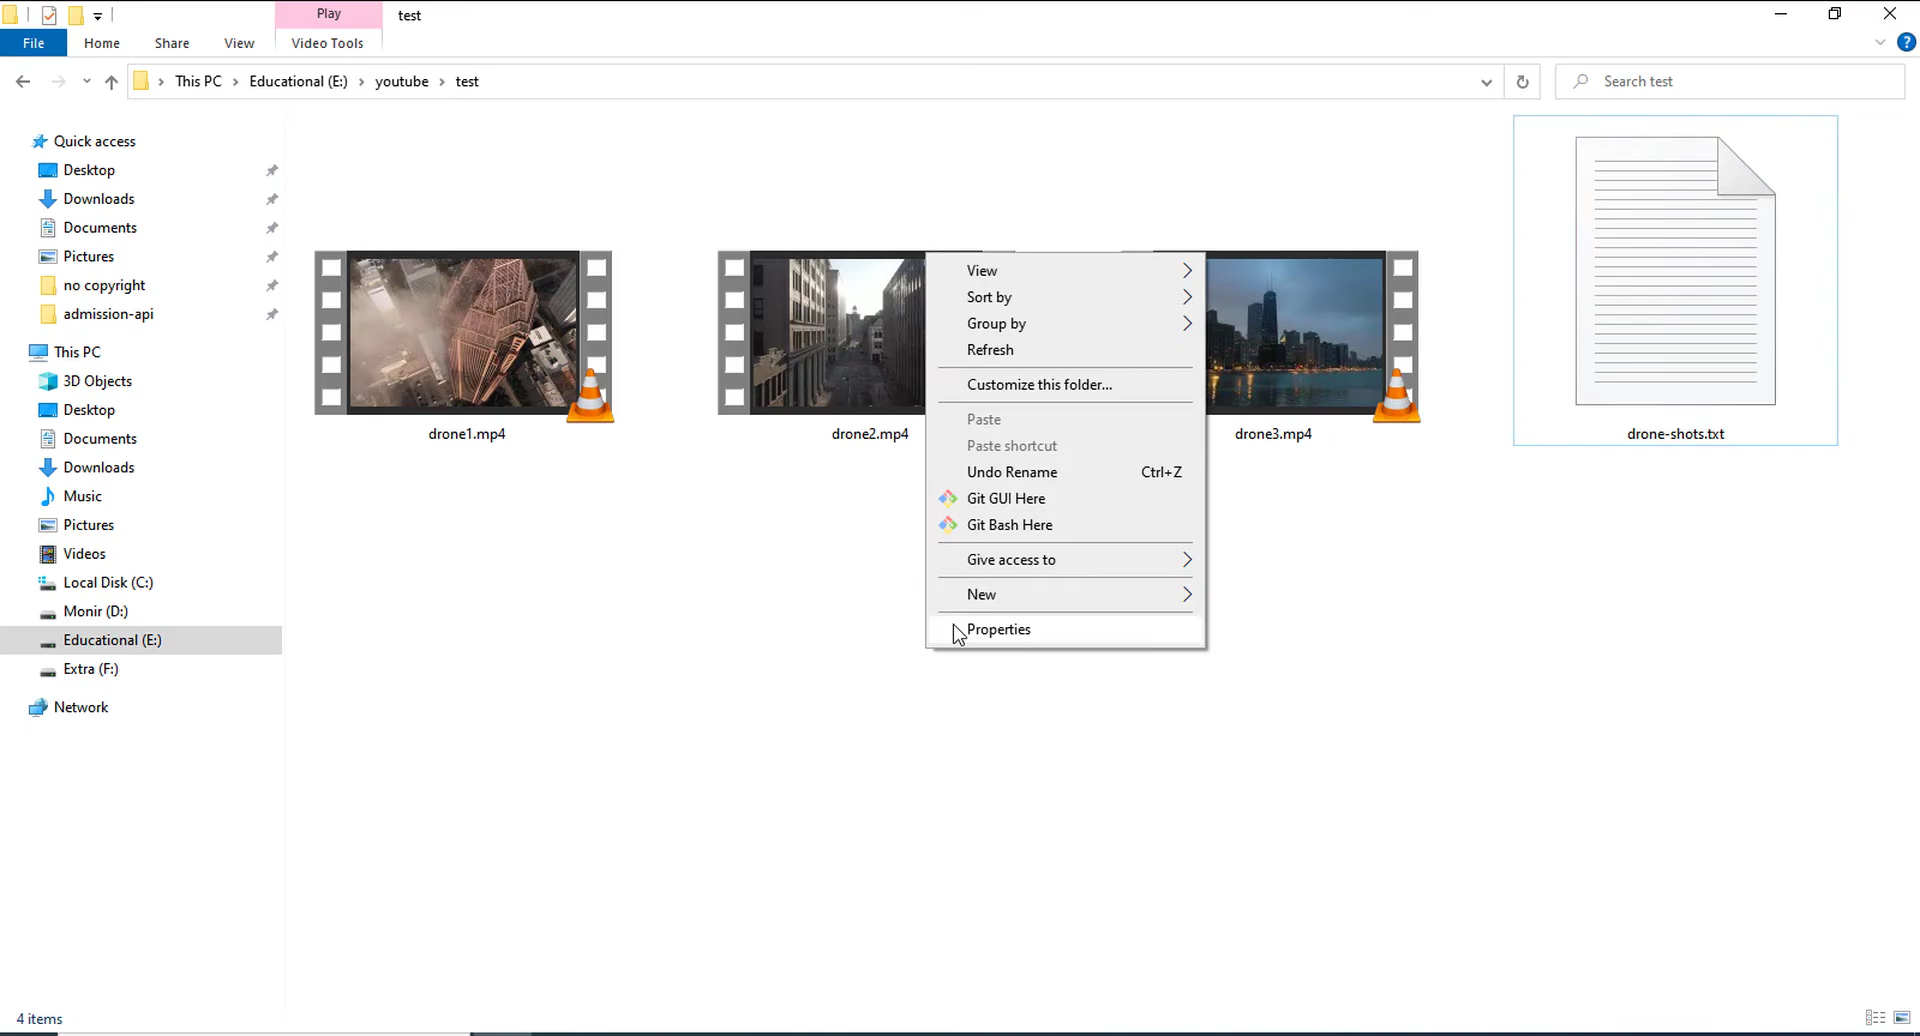 Play
test
File
Home
Share
View
Video Tools
?
This PC
Educational (E:)
youtube
test
Search test
Quick access
Desktop
Downloads
Documents
Pictures
no copyright
admission-api
This PC
3D Objects
Desktop
Documents
Downloads
Music
Pictures
Videos
Local Disk (C:)
Monir (D:)
Educational (E:)
Extra (F:)
Network
drone1.mp4
drone2.mp4
drone3.mp4
drone-shots.txt
View
Sort by
Group by
Refresh
Customize this folder...
Paste
Paste shortcut
Undo Rename Ctrl+Z
Git GUI Here
Git Bash Here
Give access to
New
Properties
4 items